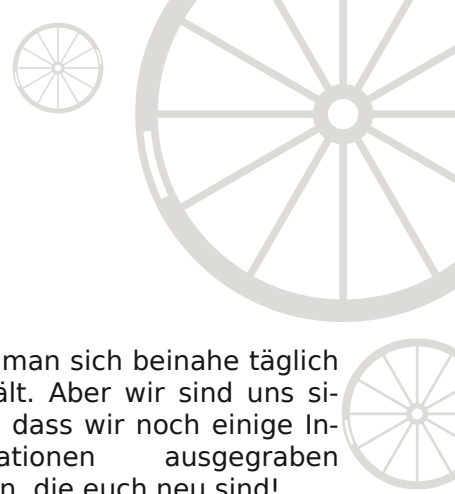 man sich beinahe täglich
ält. Aber wir sind uns si-
dass wir noch einige In-
ationen ausgegraben
n, die euch neu sind!